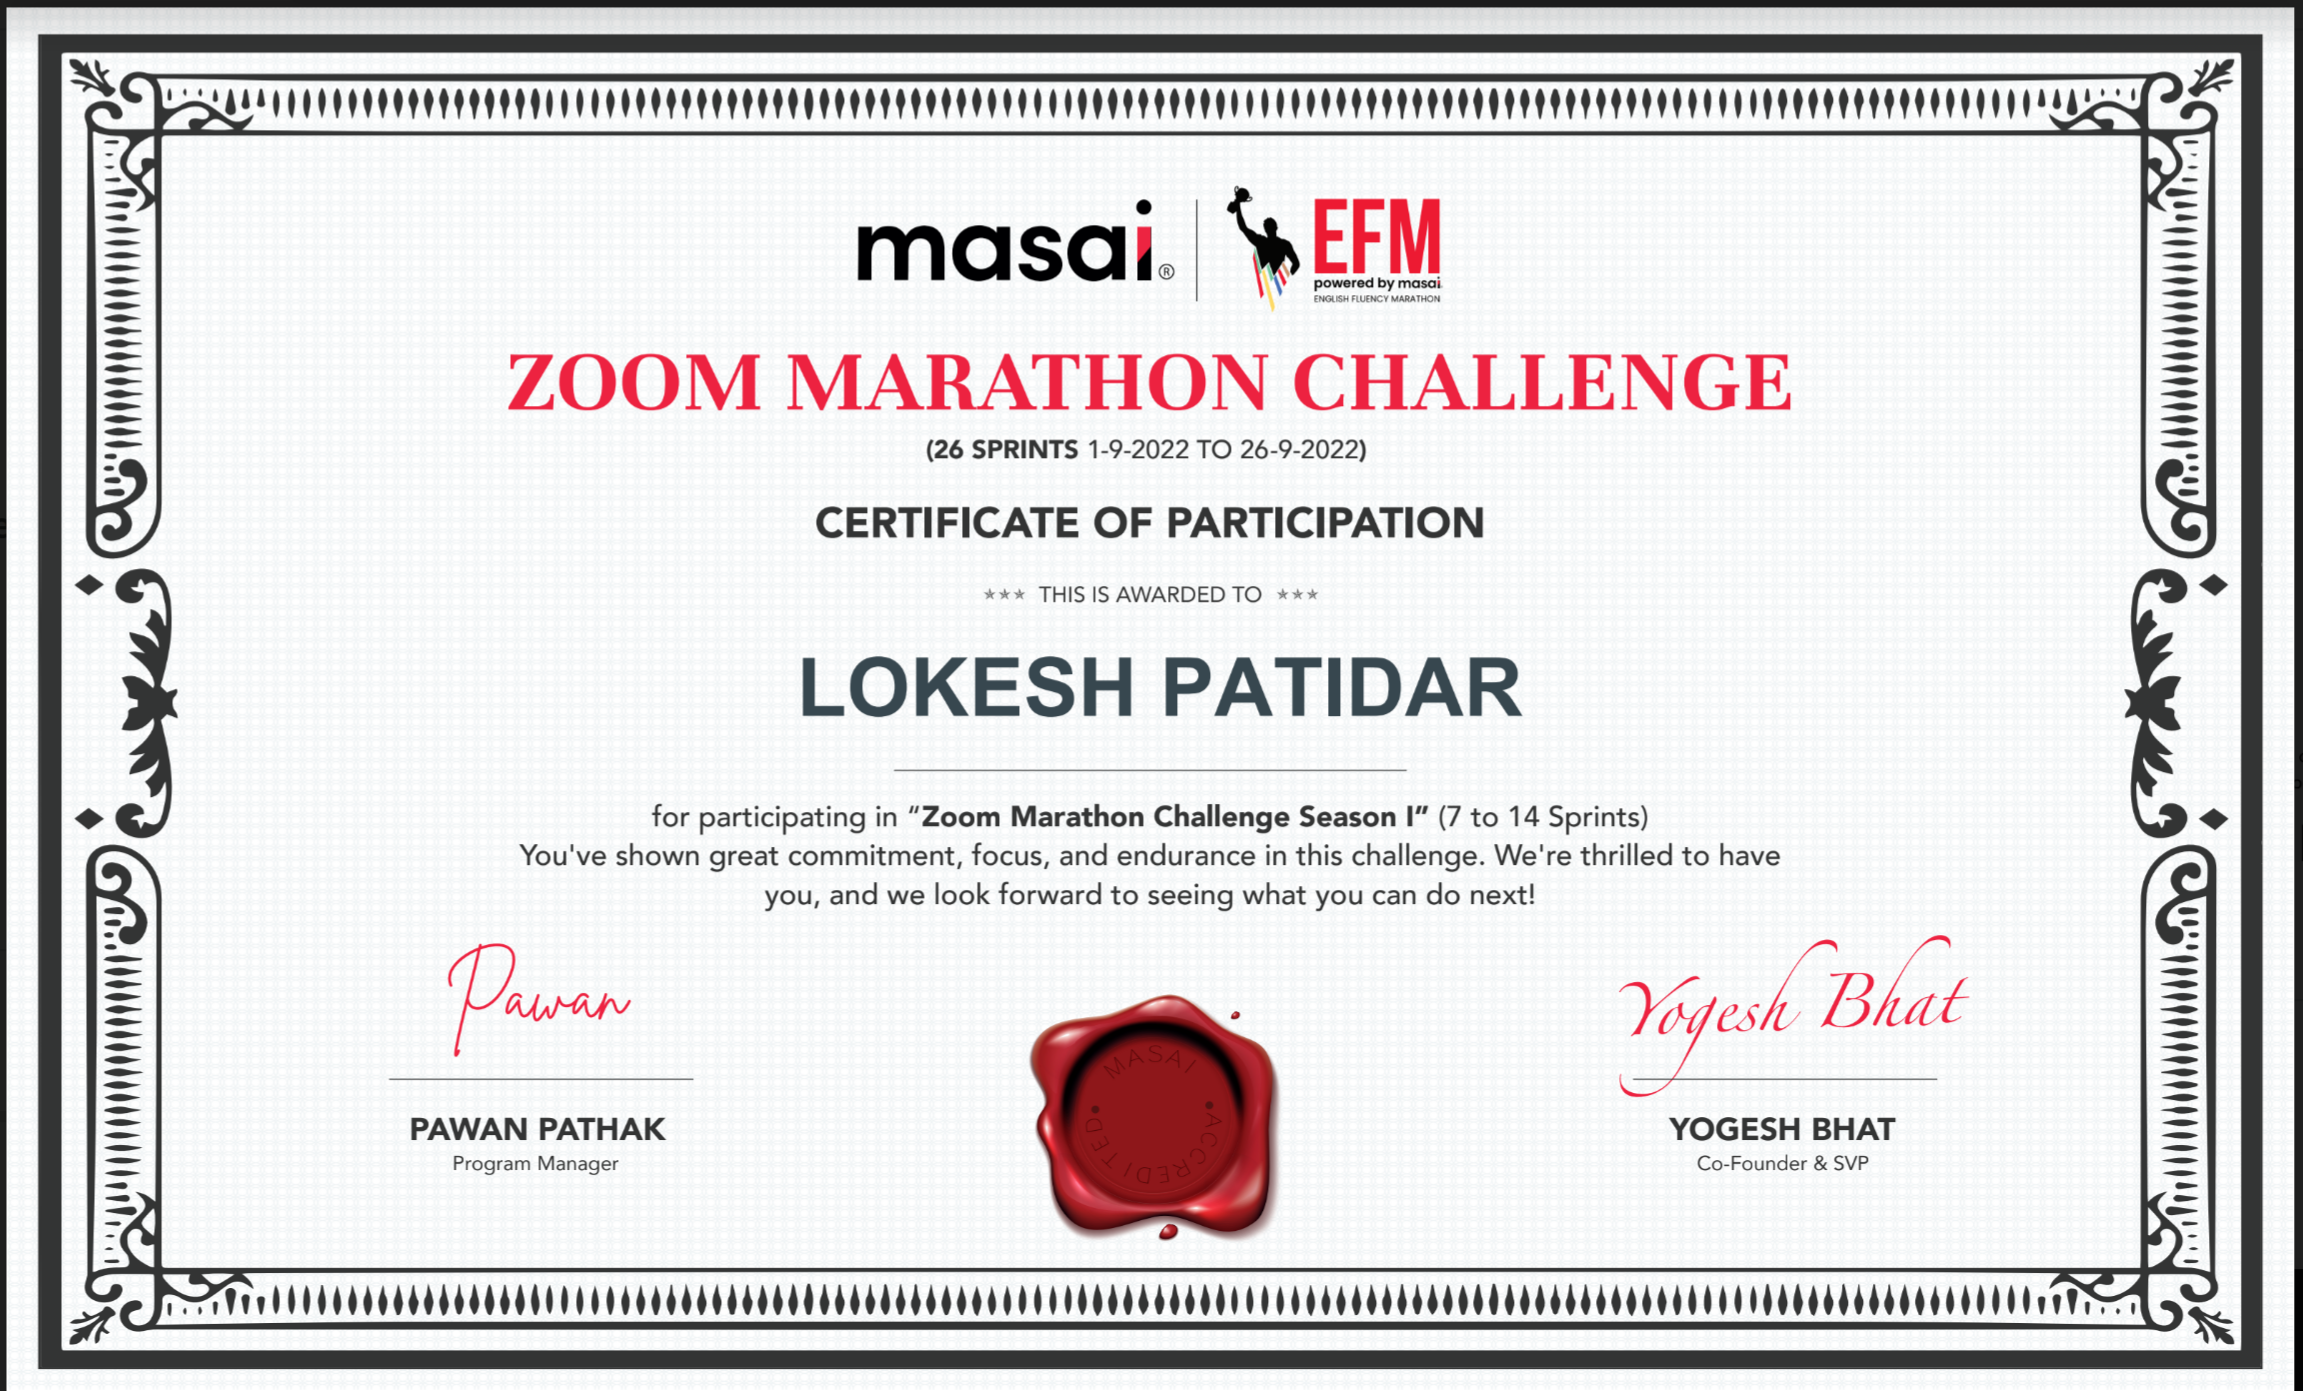 masai®
EFM
powered by masai
ENGLISH FLUENCY MARATHON
ZOOM MARATHON CHALLENGE
(26 SPRINTS 1-9-2022 TO 26-9-2022)
CERTIFICATE OF PARTICIPATION
*** THIS IS AWARDED TO ***
LOKESH PATIDAR
for participating in “Zoom Marathon Challenge Season I” (7 to 14 Sprints)
You've shown great commitment, focus, and endurance in this challenge. We're thrilled to have
you, and we look forward to seeing what you can do next!
Pawan
PAWAN PATHAK
Program Manager
MASAI
• ACCREDITED •
Yogesh Bhat
YOGESH BHAT
Co-Founder & SVP